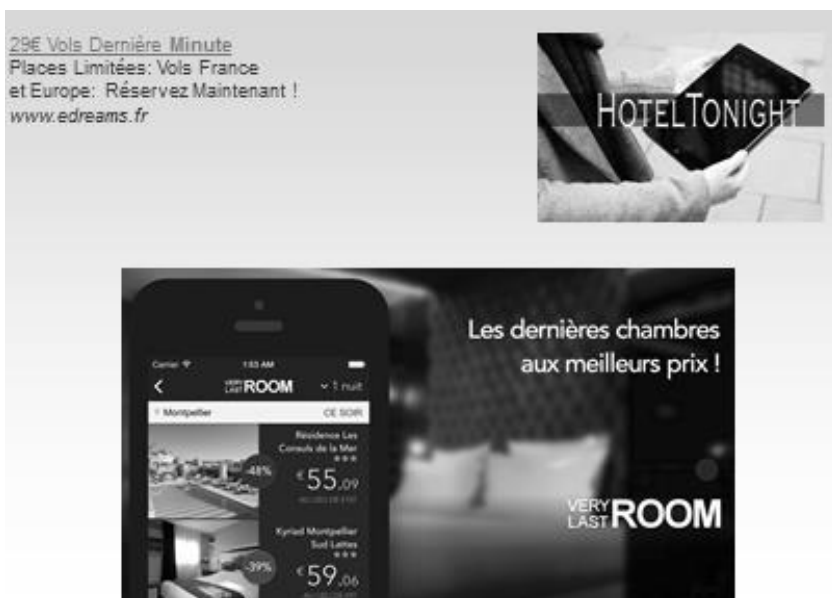 29€ Vols Dernière Minute
Places Limitées: Vols France
et Europe: Réservez Maintenant !
www.edreams.fr
HOTELTONIGHT
Les dernières chambres
aux meilleurs prix !
Carrier 1:53 AM
VERY LAST ROOM 1 nuit
Montpellier CE SOIR
Résidence Les
Consuls de la Mer
-48%
€55,09
Kyriad Montpellier
Sud Lattes
-39%
€59,06
VERY
LAST ROOM